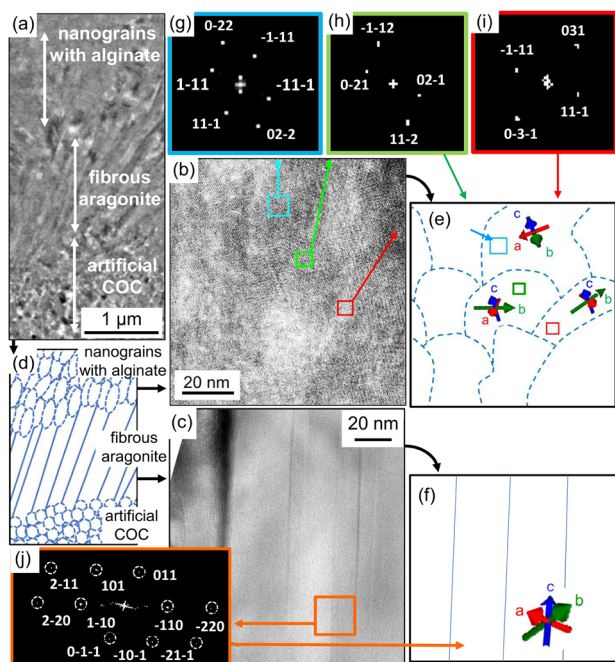 (a)
nanograins
with alginate
fibrous
aragonite
artificial
COC
1 μm
(g)
0-22
-1-11
1-11
-11-1
11-1
02-2
(h)
-1-12
0-21
02-1
11-2
(i)
031
-1-11
11-1
0-3-1
(b)
20 nm
(e)
c
a
b
c
a
b
c
b
(d)
nanograins
with alginate
fibrous
aragonite
artificial
COC
(c)
20 nm
(f)
c
a
b
(j)
2-11
101
011
2-20
1-10
-110
-220
0-1-1
-10-1
-21-1